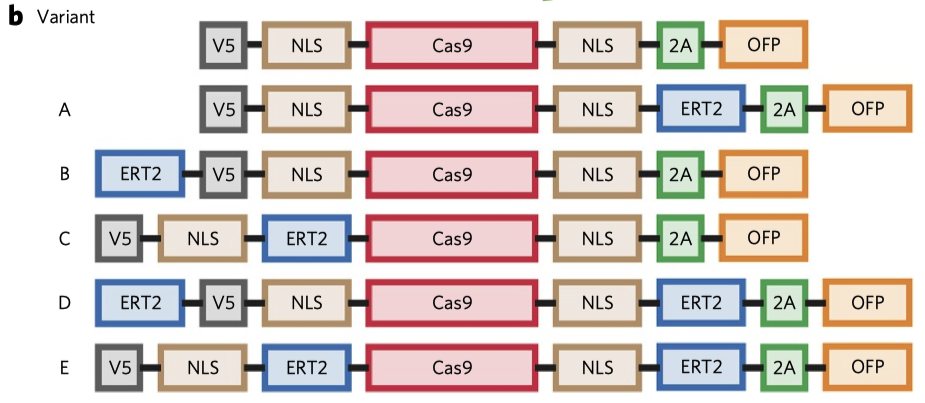 b Variant
V5 NLS Cas9 NLS 2A OFP
A V5 NLS Cas9 NLS ERT2 2A OFP
B ERT2 V5 NLS Cas9 NLS 2A OFP
C V5 NLS ERT2 Cas9 NLS 2A OFP
D ERT2 V5 NLS Cas9 NLS ERT2 2A OFP
E V5 NLS ERT2 Cas9 NLS ERT2 2A OFP